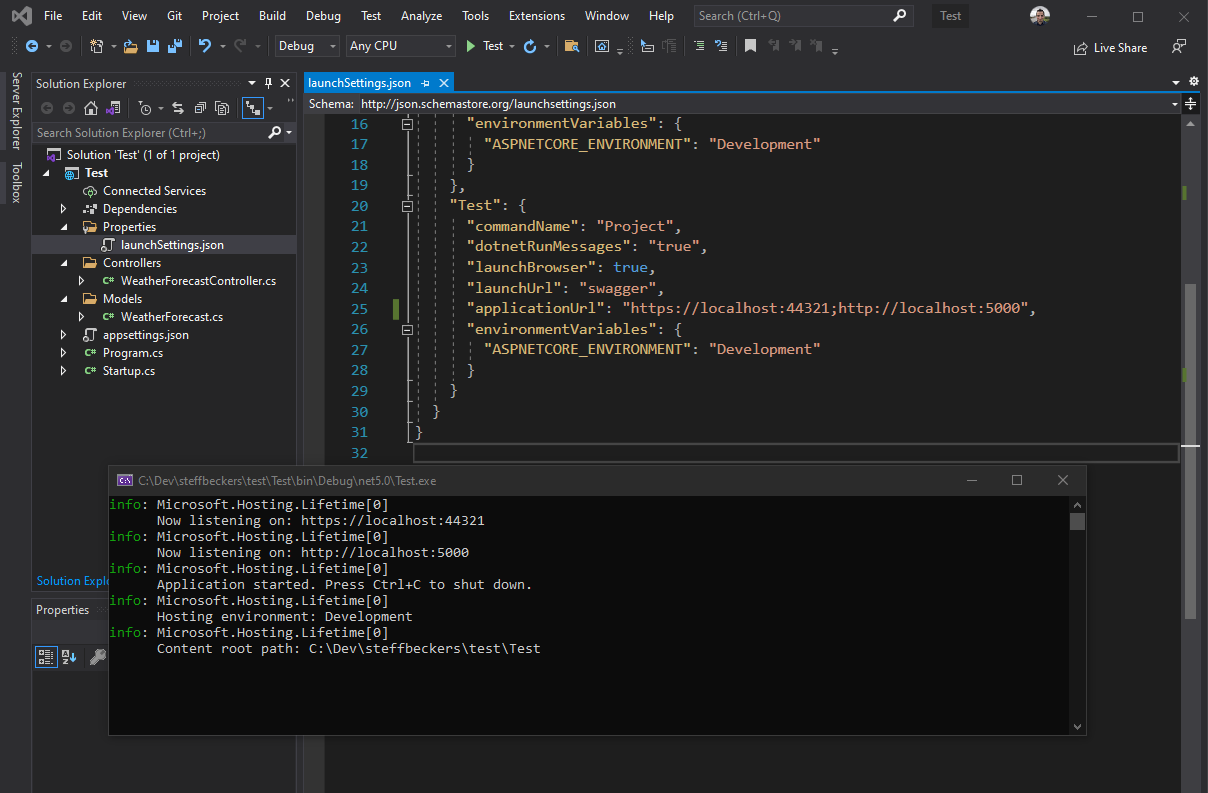 File Edit View Git Project Build Debug Test Analyze Tools Extensions Window Help Search (Ctrl+Q) Test
Debug Any CPU Test Live Share
Server Explorer
Toolbox
Solution Explorer
Search Solution Explorer (Ctrl+;)
Solution 'Test' (1 of 1 project)
Test
Connected Services
Dependencies
Properties
launchSettings.json
Controllers
C# WeatherForecastController.cs
Models
C# WeatherForecast.cs
appsettings.json
C# Program.cs
C# Startup.cs
Solution Explo
Properties
launchSettings.json
Schema: http://json.schemastore.org/launchsettings.json
16 "environmentVariables": {
17 "ASPNETCORE_ENVIRONMENT": "Development"
18 }
19 },
20 "Test": {
21 "commandName": "Project",
22 "dotnetRunMessages": "true",
23 "launchBrowser": true,
24 "launchUrl": "swagger",
25 "applicationUrl": "https://localhost:44321;http://localhost:5000",
26 "environmentVariables": {
27 "ASPNETCORE_ENVIRONMENT": "Development"
28 }
29 }
30 }
31 }
32
C:\Dev\steffbeckers\test\Test\bin\Debug\net5.0\Test.exe
info: Microsoft.Hosting.Lifetime[0]
Now listening on: https://localhost:44321
info: Microsoft.Hosting.Lifetime[0]
Now listening on: http://localhost:5000
info: Microsoft.Hosting.Lifetime[0]
Application started. Press Ctrl+C to shut down.
info: Microsoft.Hosting.Lifetime[0]
Hosting environment: Development
info: Microsoft.Hosting.Lifetime[0]
Content root path: C:\Dev\steffbeckers\test\Test